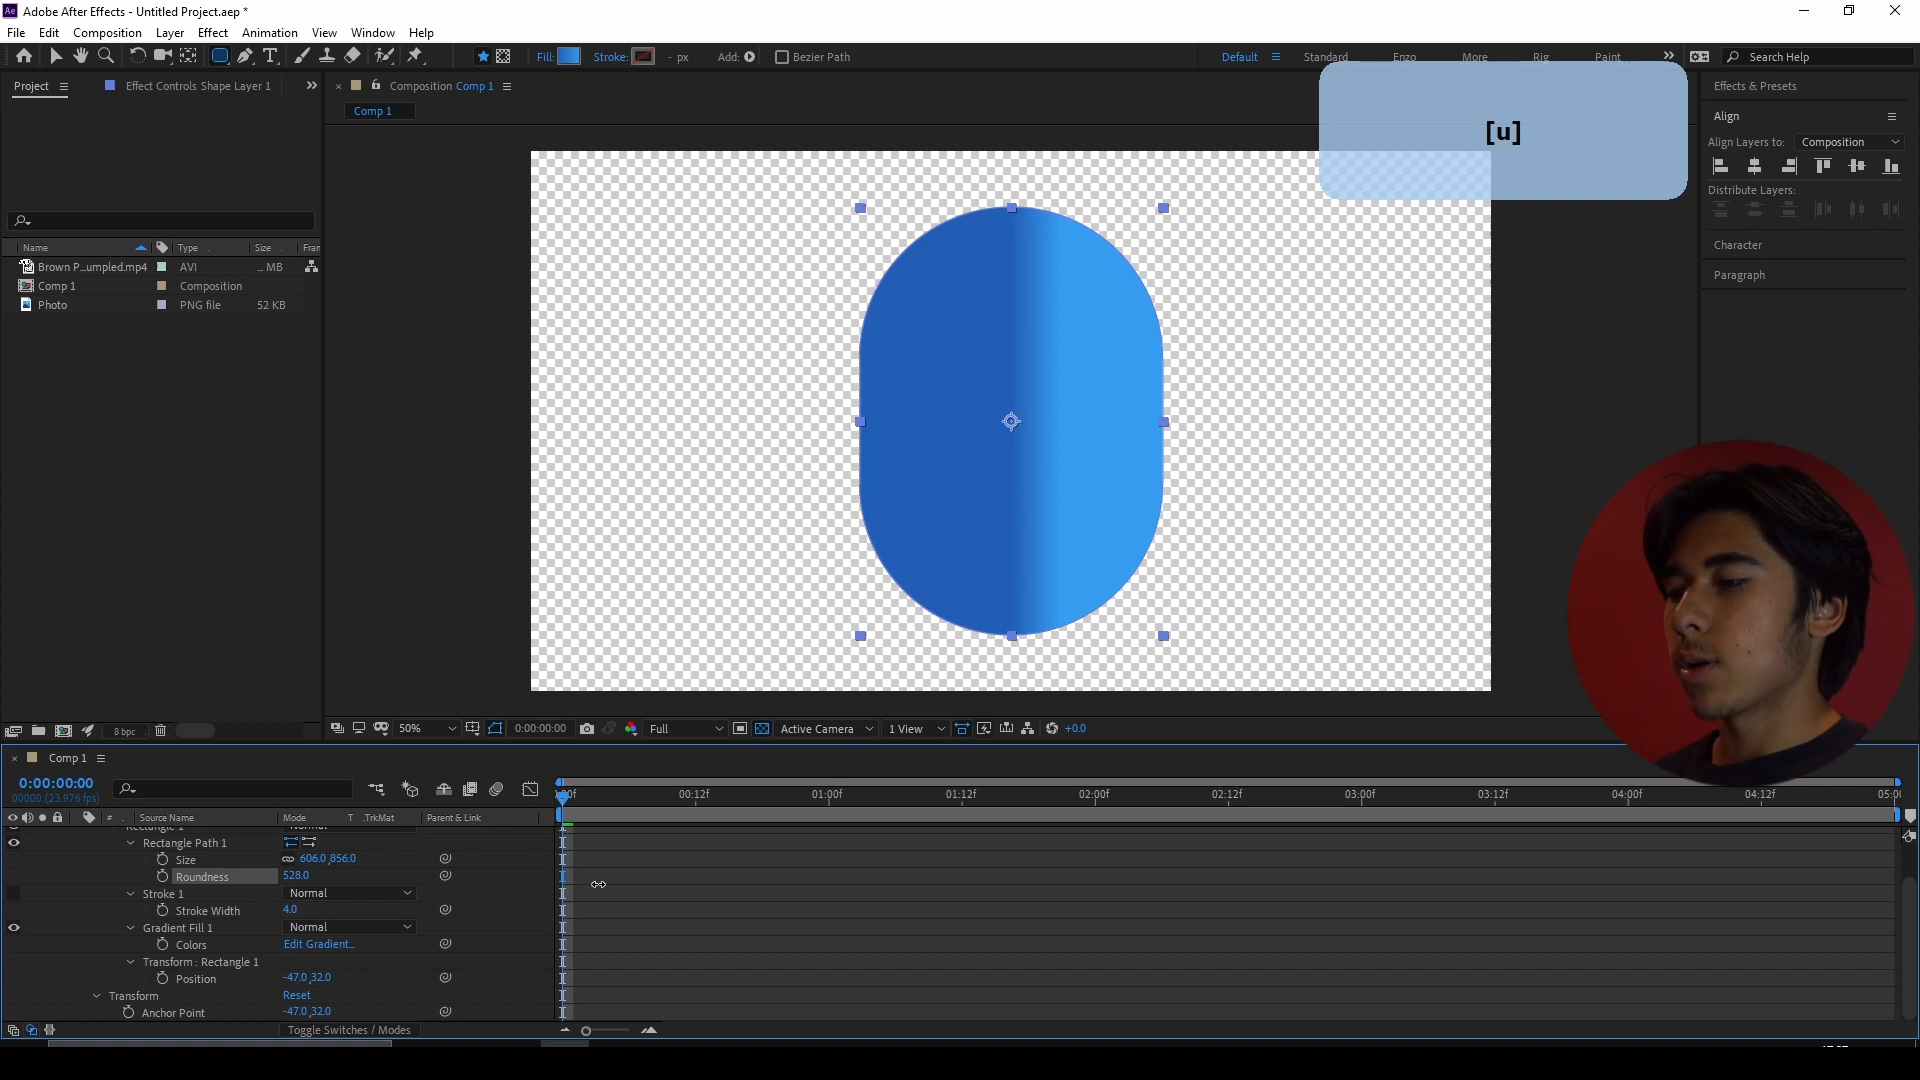 Ae Adobe After Effects - Untitled Project.aep *
File Edit Composition Layer Effect Animation View Window Help
Fill: Stroke: - px Add: Bezier Path Default Standard Enzo More Rig Paint Search Help
Project Effect Controls Shape Layer 1 Composition Comp 1 Effects & Presets
Comp 1
Align
[u]
Align Layers to: Composition
Distribute Layers:
Name Type Size
Character
Brown P...umpled.mp4 AVI ... MB
Paragraph
Comp 1 Composition
Photo PNG file 52 KB
8 bpc 50% 0:00:00:00 Full Active Camera 1 View +0.0
Comp 1
0:00:00:00
00000 (23.976 fps)
00:12f 01:00f 01:12f 02:00f 02:12f 03:00f 03:12f 04:00f 04:12f
# Source Name Mode T .TrkMat Parent & Link
Rectangle 1 Normal
Rectangle Path 1
Size 606.0,856.0
Roundness 528.0
Stroke 1 Normal
Stroke Width 4.0
Gradient Fill 1 Normal
Colors Edit Gradient...
Transform : Rectangle 1
Position -47.0,32.0
Transform Reset
Anchor Point -47.0,32.0
Toggle Switches / Modes